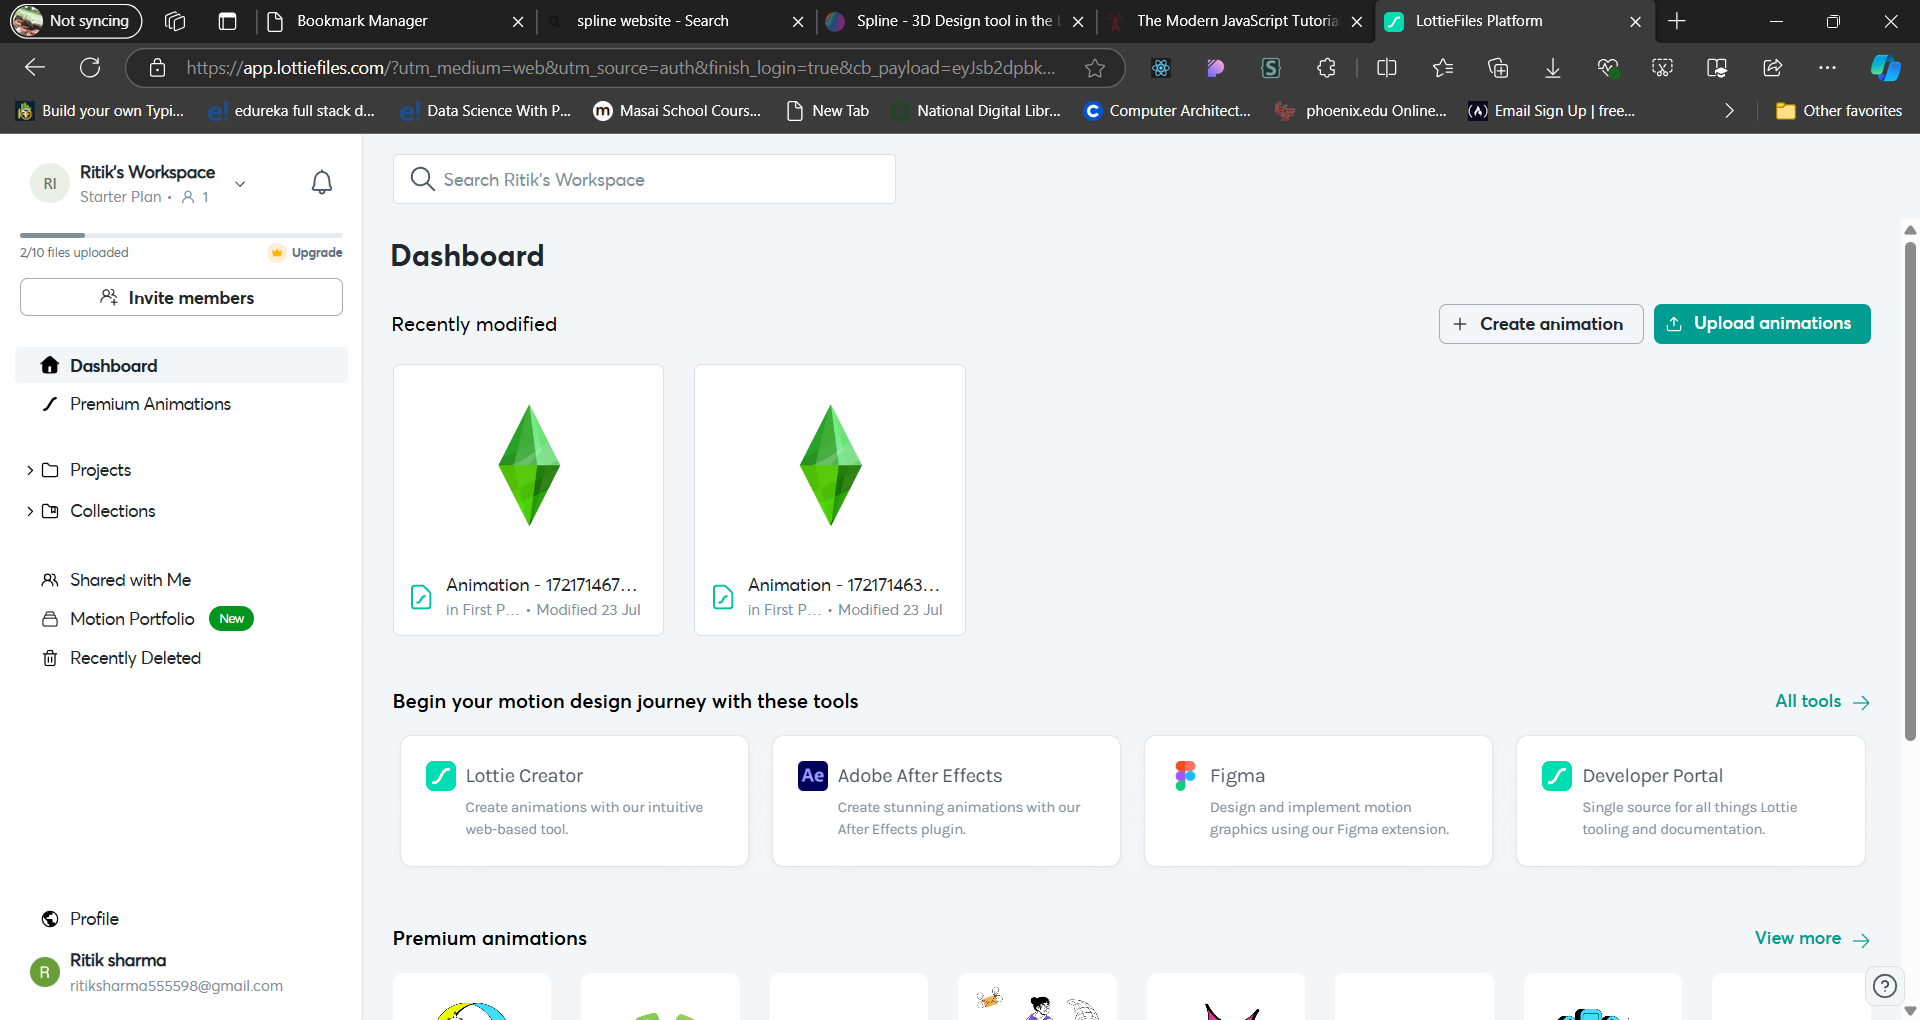 Not syncing
Bookmark Manager
spline website - Search
Spline - 3D Design tool in the
The Modern JavaScript Tutoria
LottieFiles Platform
https://app.lottiefiles.com/?utm_medium=web&utm_source=auth&finish_login=true&cb_payload=eyJsb2dpbk...
Build your own Typi...
edureka full stack d...
Data Science With P...
Masai School Cours...
New Tab
National Digital Libr...
Computer Architect...
phoenix.edu Online...
Email Sign Up | free...
Other favorites
RI
Ritik's Workspace
Starter Plan • 1
2/10 files uploaded
Upgrade
Invite members
Dashboard
Premium Animations
Projects
Collections
Shared with Me
Motion Portfolio New
Recently Deleted
Profile
R
Ritik sharma
ritiksharma555598@gmail.com
Search Ritik's Workspace
Dashboard
Recently modified
Create animation
Upload animations
Animation - 172171467...
in First P... • Modified 23 Jul
Animation - 172171463...
in First P... • Modified 23 Jul
Begin your motion design journey with these tools
All tools
Lottie Creator
Create animations with our intuitive
web-based tool.
Ae
Adobe After Effects
Create stunning animations with our
After Effects plugin.
Figma
Design and implement motion
graphics using our Figma extension.
Developer Portal
Single source for all things Lottie
tooling and documentation.
Premium animations
View more